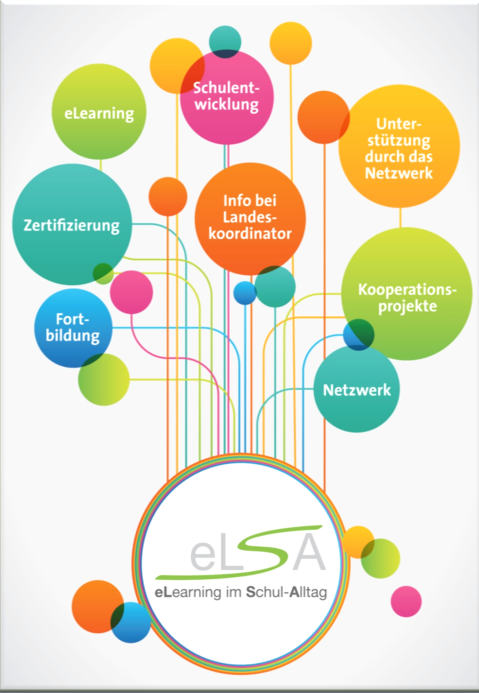 Schulent-
wicklung
eLearning
Unter-
stützung
durch das
Netzwerk
Zertifizierung
Info bei
Landes-
koordinator
Kooperations-
projekte
Fort-
bildung
Netzwerk
eLSA
eLearning im Schul-Alltag